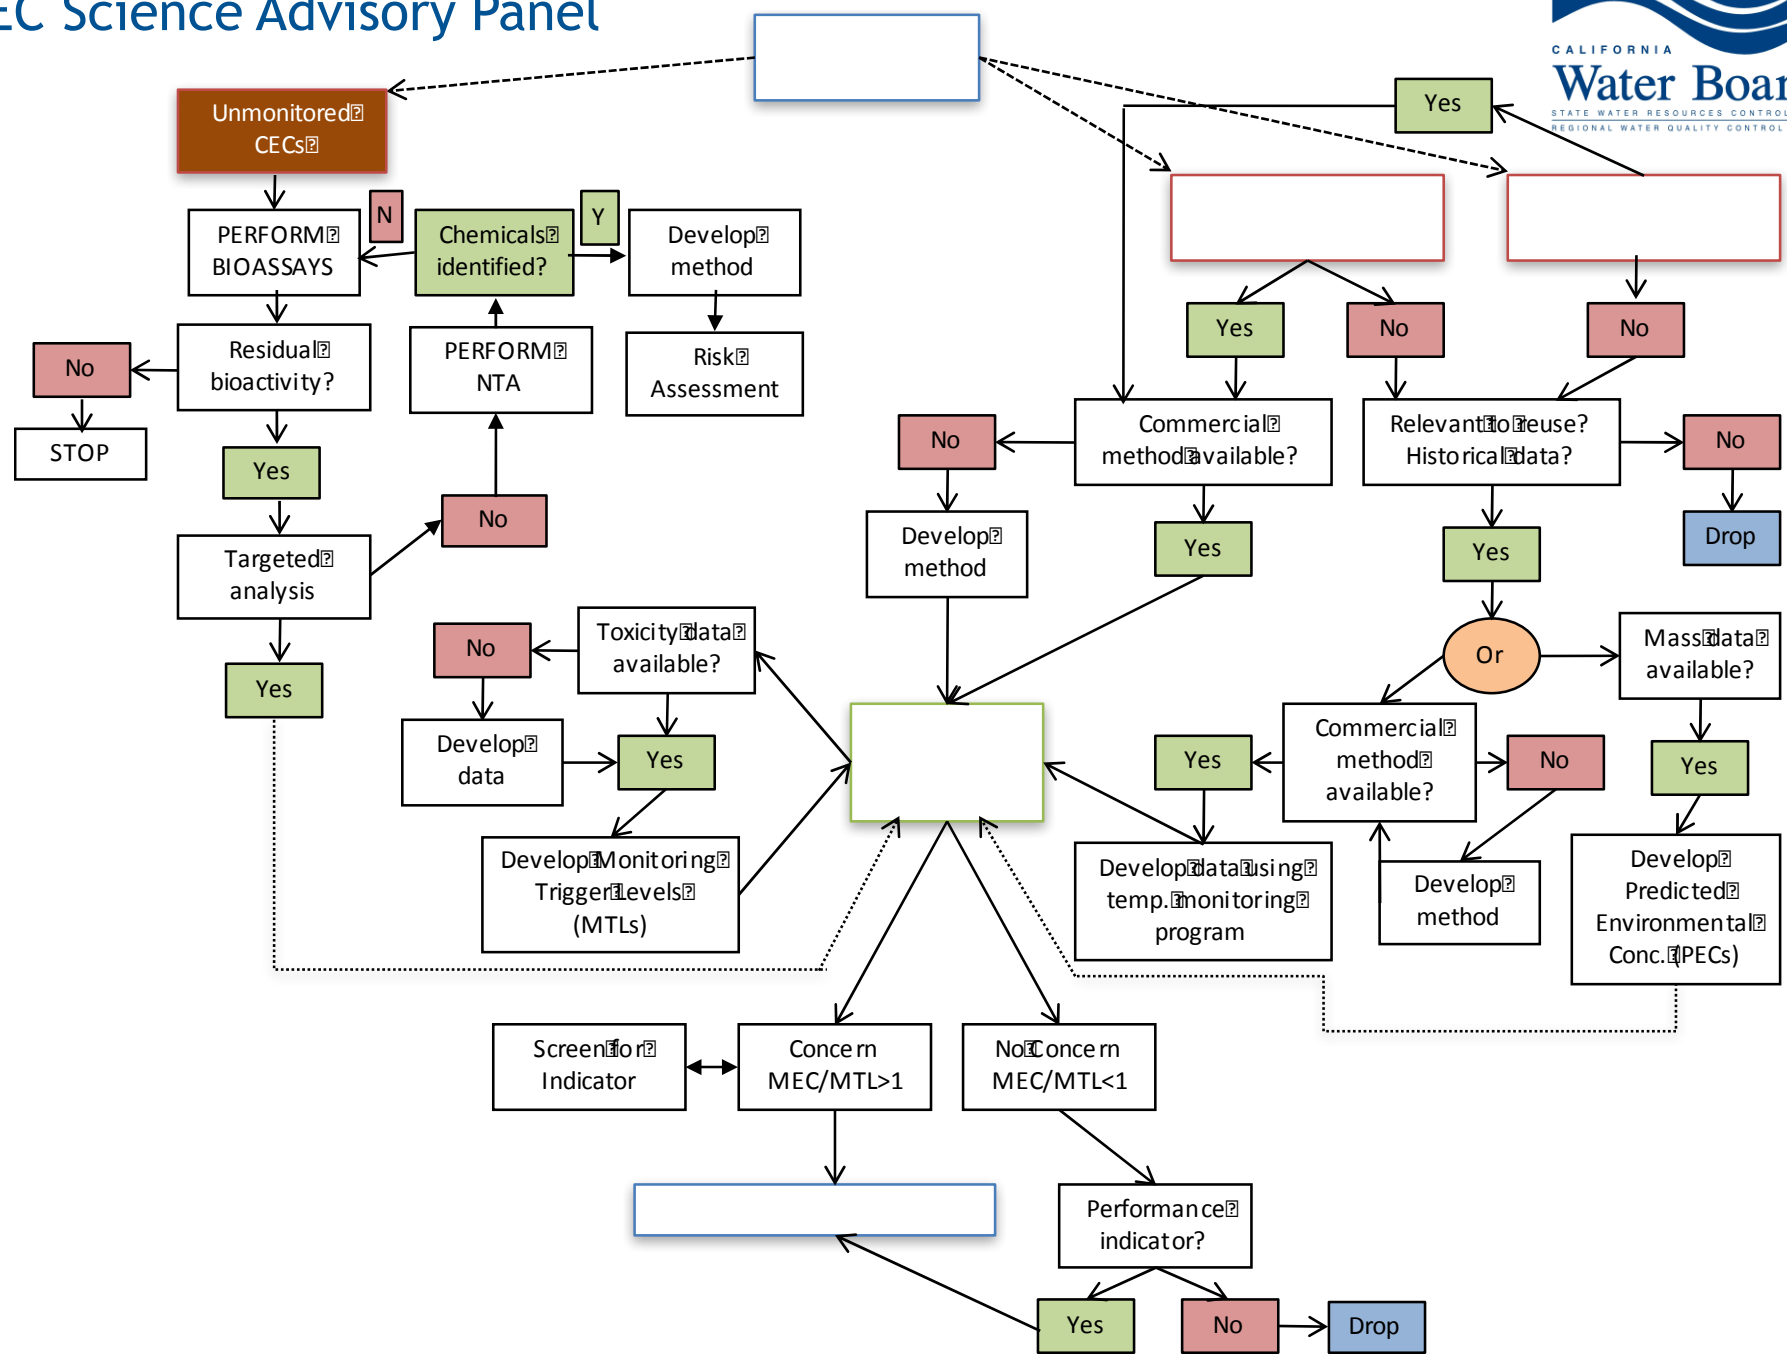 EC Science Advisory Panel
CALIFORNIA
Water Boar
STATE WATER RESOURCES CONTROL
REGIONAL WATER QUALITY CONTROL
Yes
Unmonitored
CECs
PERFORM
BIOASSAYS
N
Chemicals
identified?
Y
Develop
method
Yes
No
No
No
Residual
bioactivity?
PERFORM
NTA
Risk
Assessment
STOP
No
Commercial
method available?
Relevant to reuse?
Historical data?
No
Yes
No
Develop
method
Yes
Yes
Drop
Targeted
analysis
No
Toxicity data
available?
Or
Mass data
available?
Yes
Develop
data
Yes
Yes
Commercial
method
available?
No
Yes
Develop Monitoring
Trigger Levels
(MTLs)
Develop data using
temp. monitoring
program
Develop
method
Develop
Predicted
Environmental
Conc. (PECs)
Screen for
Indicator
Concern
MEC/MTL>1
No Concern
MEC/MTL<1
Performance
indicator?
Yes
No
Drop